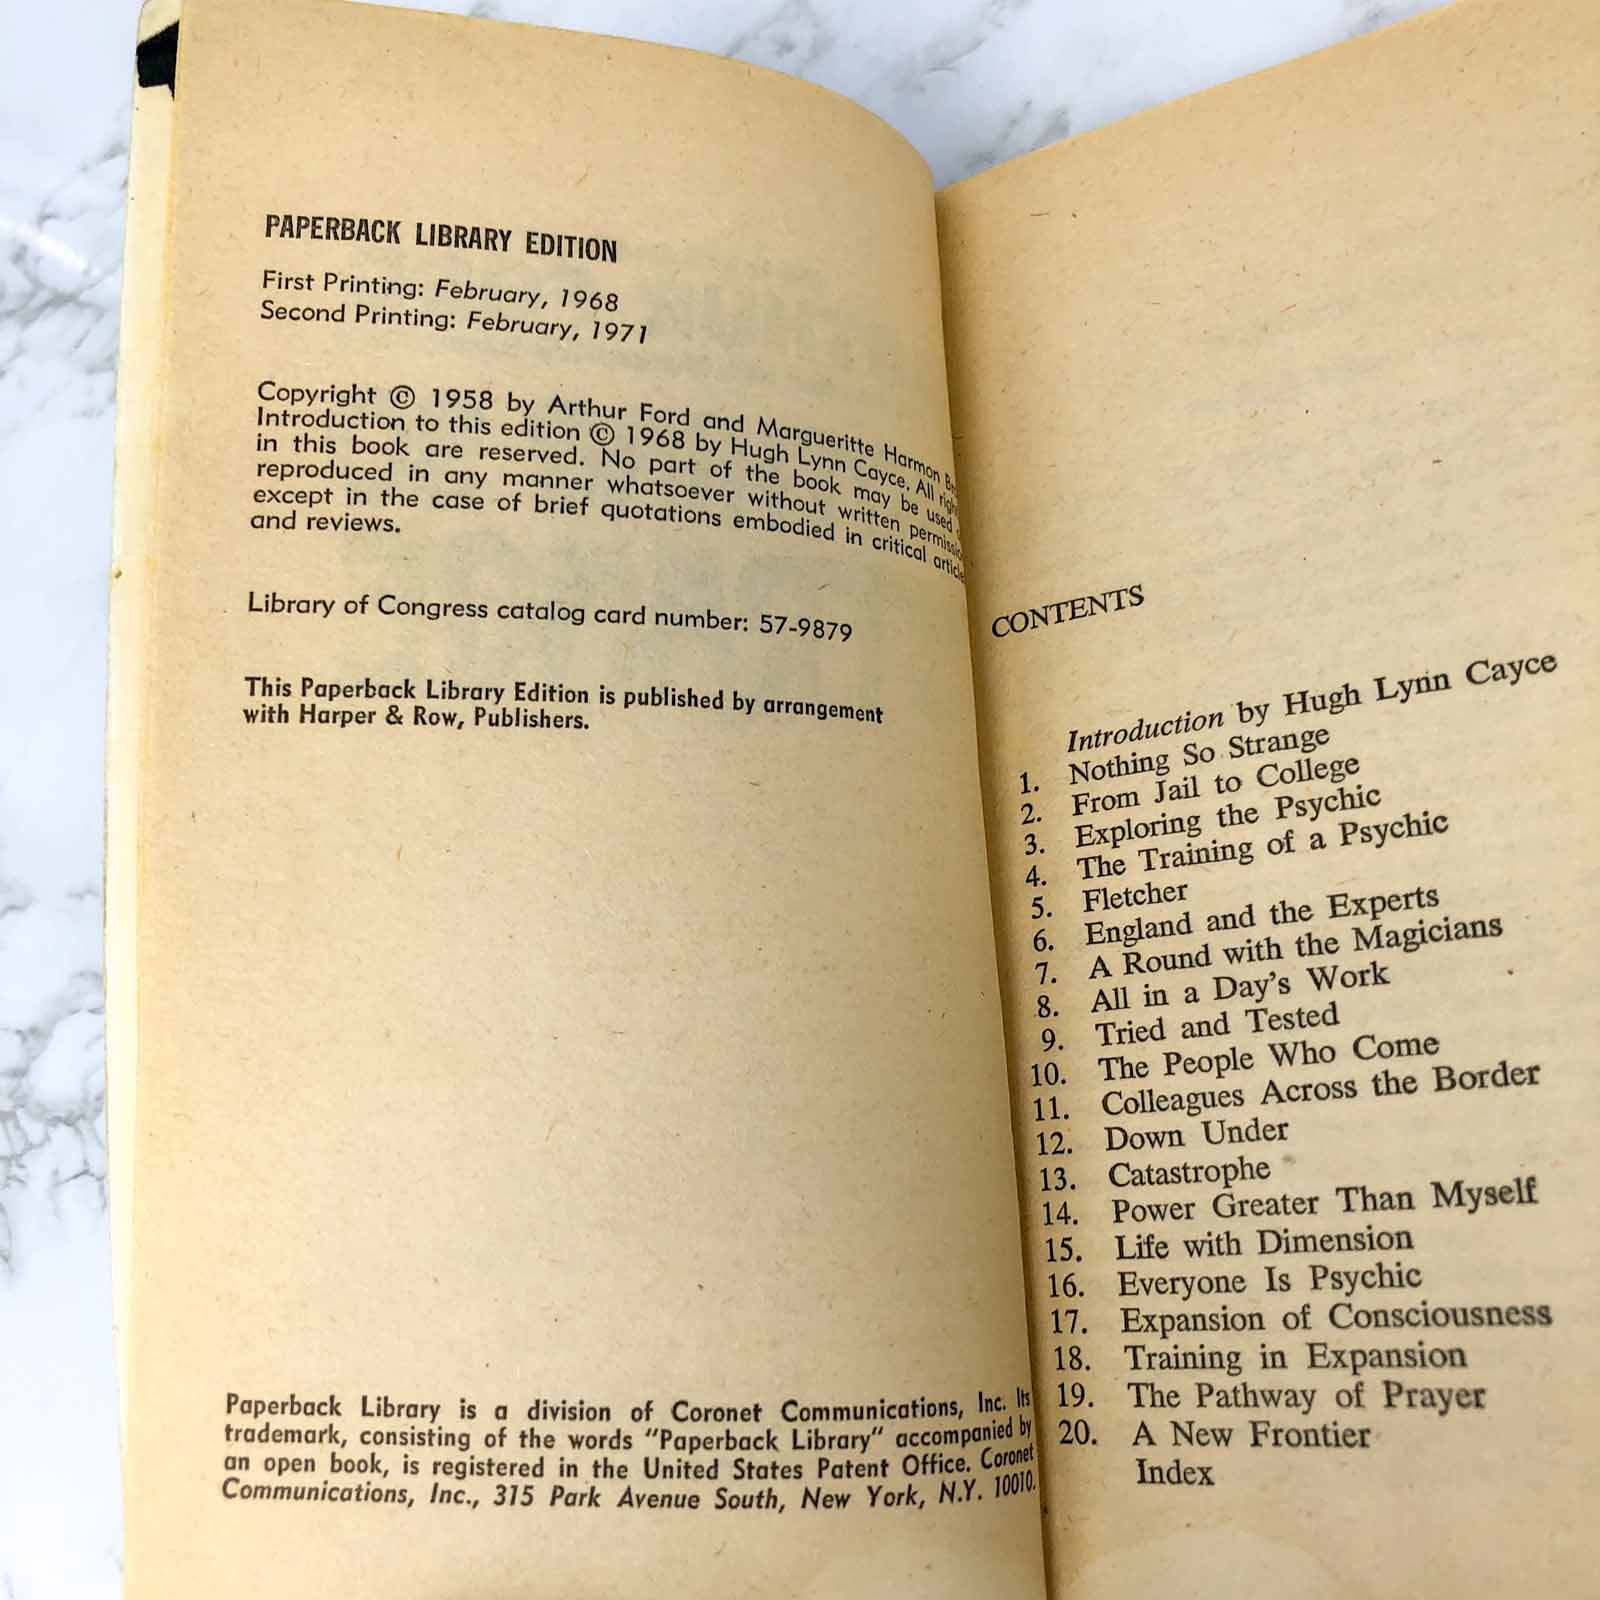 PAPERBACK LIBRARY EDITION
First Printing: February, 1968
Second Printing: February, 1971
Copyright © 1958 by Arthur Ford and Margueritte Harmon
Introduction to this edition © 1968 by Hugh Lynn Cayce. All
in this book are reserved. No part of the book may be used
reproduced in any manner whatsoever without written
except in the case of brief quotations embodied in critical
and reviews.
Library of Congress catalog card number: 57-9879
This Paperback Library Edition is published by arrangement
with Harper & Row, Publishers.
Paperback Library is a division of Coronet Communications, Inc. Its
trademark, consisting of the words "Paperback Library" accompanied by
an open book, is registered in the United States Patent Office. Coronet
Communications, Inc., 315 Park Avenue South, New York, N.Y. 10010.
CONTENTS
Introduction by Hugh Lynn Cayce
1. Nothing So Strange
2. From Jail to College
3. Exploring the Psychic
4. The Training of a Psychic
5. Fletcher
6. England and the Experts
7. A Round with the Magicians
8. All in a Day's Work
9. Tried and Tested
10. The People Who Come
11. Colleagues Across the Border
12. Down Under
13. Catastrophe
14. Power Greater Than Myself
15. Life with Dimension
16. Everyone Is Psychic
17. Expansion of Consciousness
18. Training in Expansion
19. The Pathway of Prayer
20. A New Frontier
Index